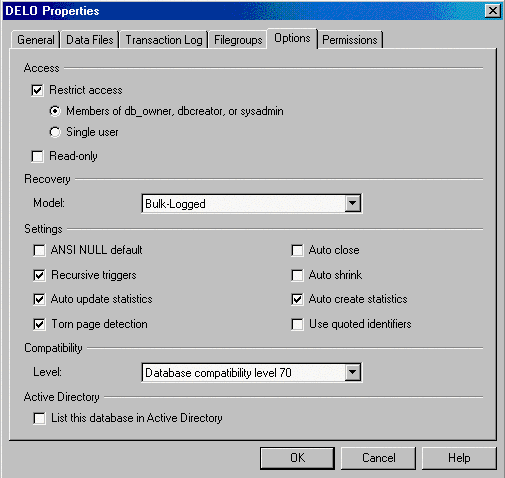 DELO Properties
General Data Files Transaction Log Filegroups Options Permissions
Access
Restrict access
Members of db_owner, dbcreator, or sysadmin
Single user
Read-only
Recovery
Model: Bulk-Logged
Settings
ANSI NULL default Auto close
Recursive triggers Auto shrink
Auto update statistics Auto create statistics
Torn page detection Use quoted identifiers
Compatibility
Level: Database compatibility level 70
Active Directory
List this database in Active Directory
OK Cancel Help